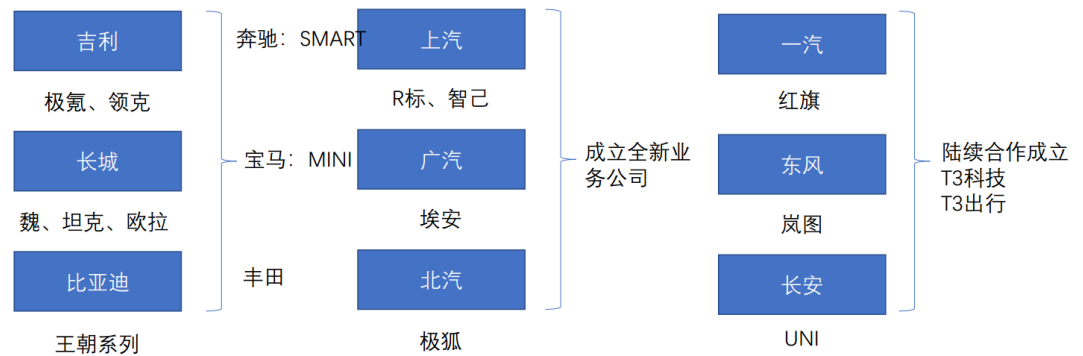 吉利
极氪、领克
长城
魏、坦克、欧拉
比亚迪
王朝系列
奔驰：SMART
宝马：MINI
丰田
上汽
R标、智己
广汽
埃安
北汽
极狐
成立全新业
务公司
一汽
红旗
东风
岚图
长安
UNI
陆续合作成立
T3科技
T3出行